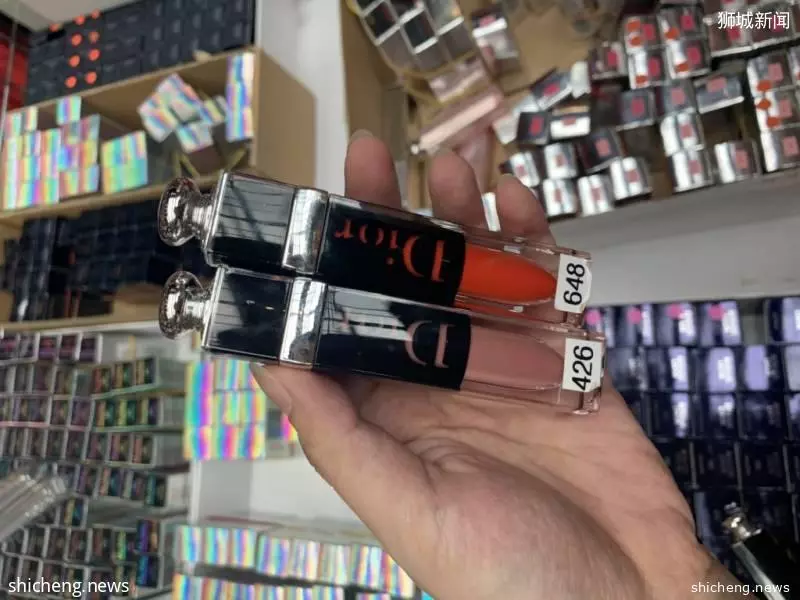 狮城新闻
Dior
648
Dior
426
shicheng.news
shicheng.news